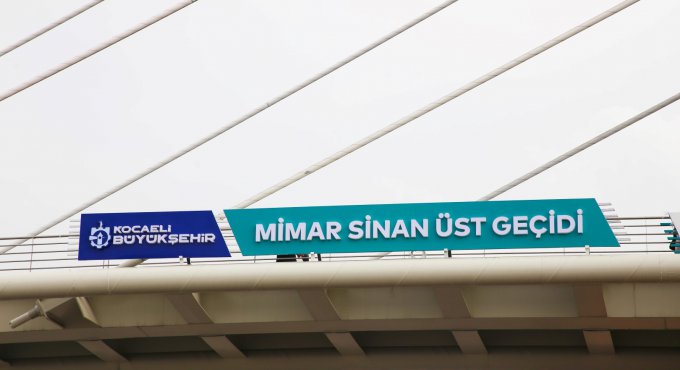 KOCAELİ
BÜYÜKŞEHİR
MİMAR SİNAN ÜST GEÇİDİ